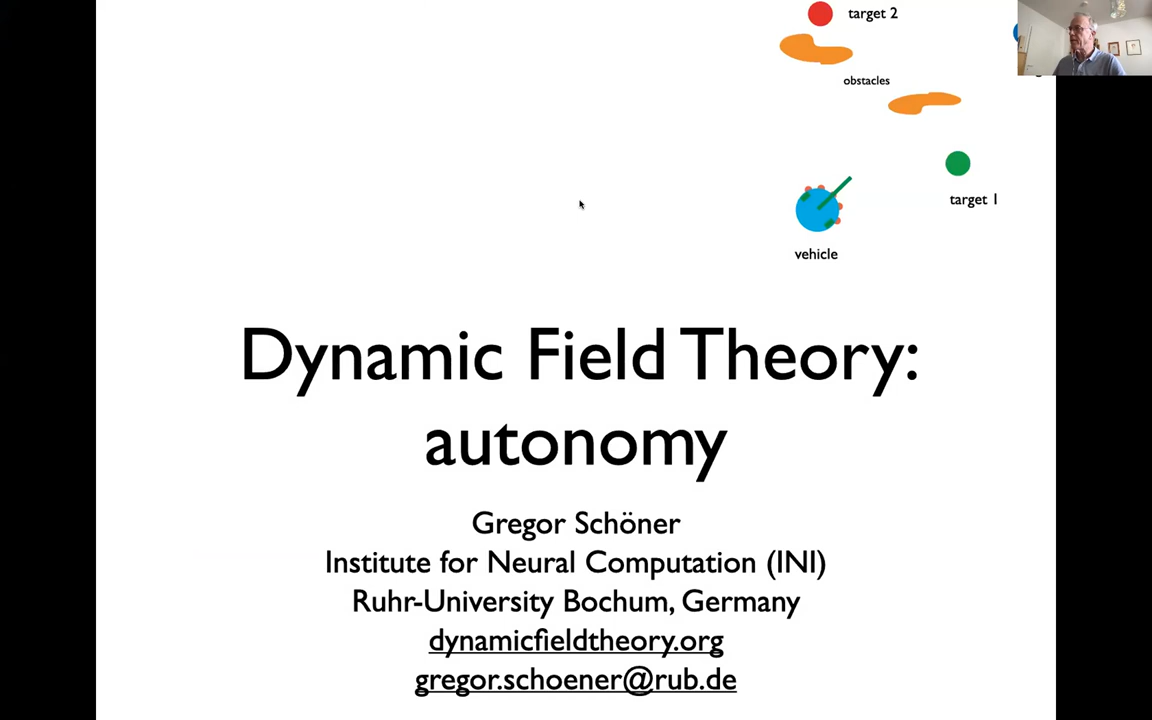 target 2
obstacles
target 1
vehicle
Dynamic Field Theory:
autonomy
Gregor Schöner
Institute for Neural Computation (INI)
Ruhr-University Bochum, Germany
dynamicfieldtheory.org
gregor.schoener@rub.de